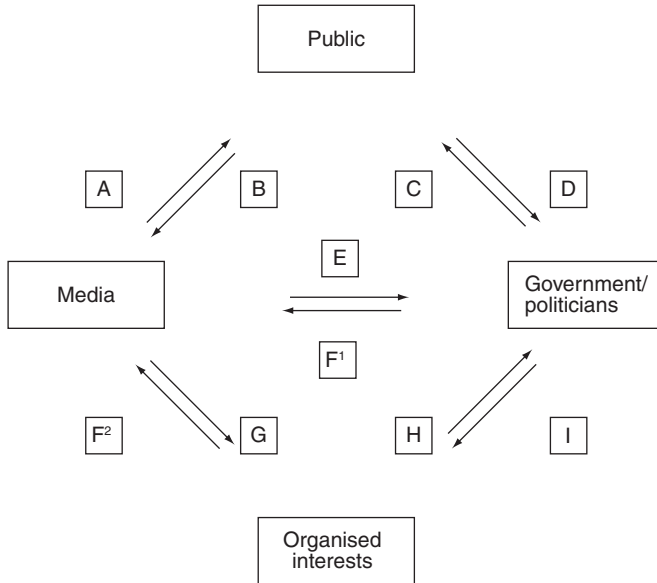 Public
A
B
C
D
E
Media
Government/
politicians
F¹
F²
G
H
I
Organised
interests